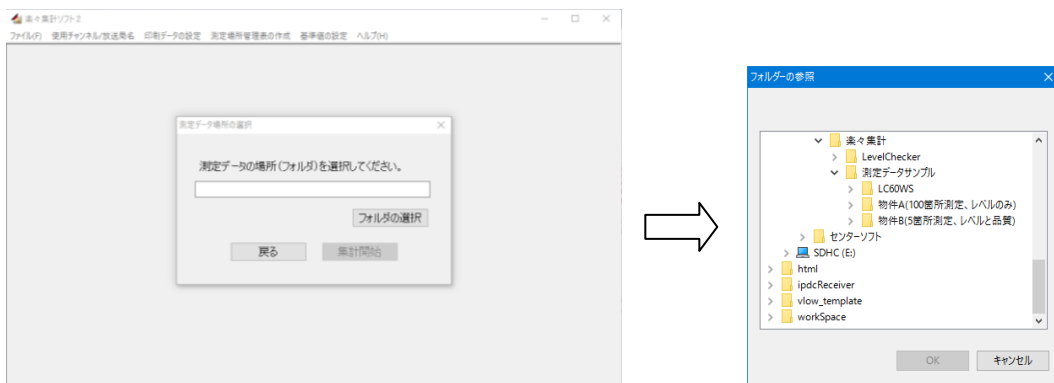 楽々集計ソフト2
ファイル(F) 使用チャンネル/放送局名 印刷データの設定 測定場所管理表の作成 基準値の設定 ヘルプ(H)
測定データ場所の選択
測定データの場所(フォルダ)を選択してください。
フォルダの選択
戻る 集計開始
フォルダーの参照
楽々集計
LevelChecker
測定データサンプル
LC60WS
物件A(100箇所測定、レベルのみ)
物件B(5箇所測定、レベルと品質)
センターソフト
SDHC (E:)
html
ipdcReceiver
vlow_template
workSpace
OK キャンセル